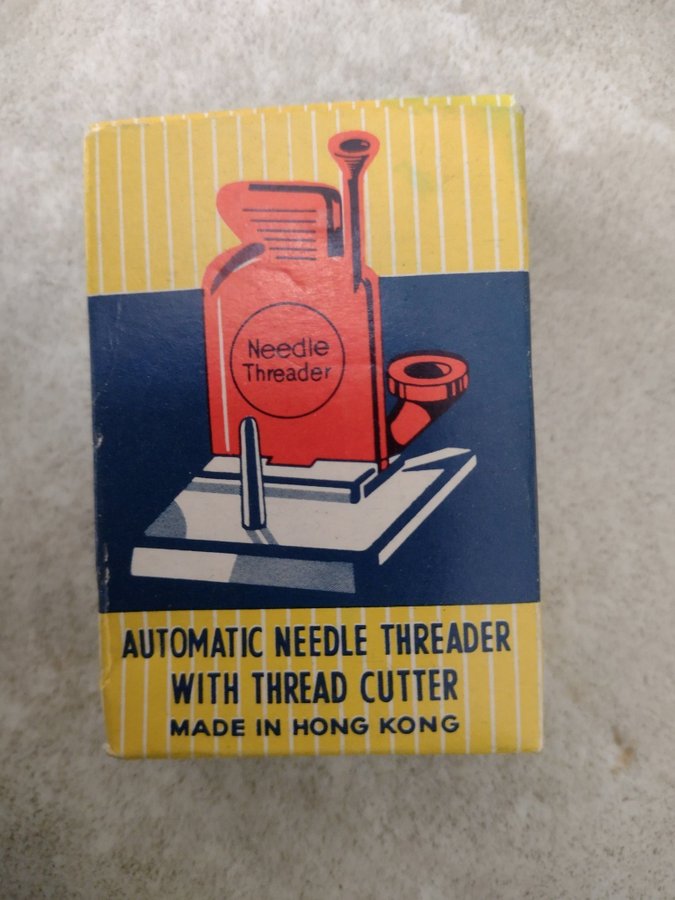 Needle
Threader
AUTOMATIC NEEDLE THREADER
WITH THREAD CUTTER
MADE IN HONG KONG